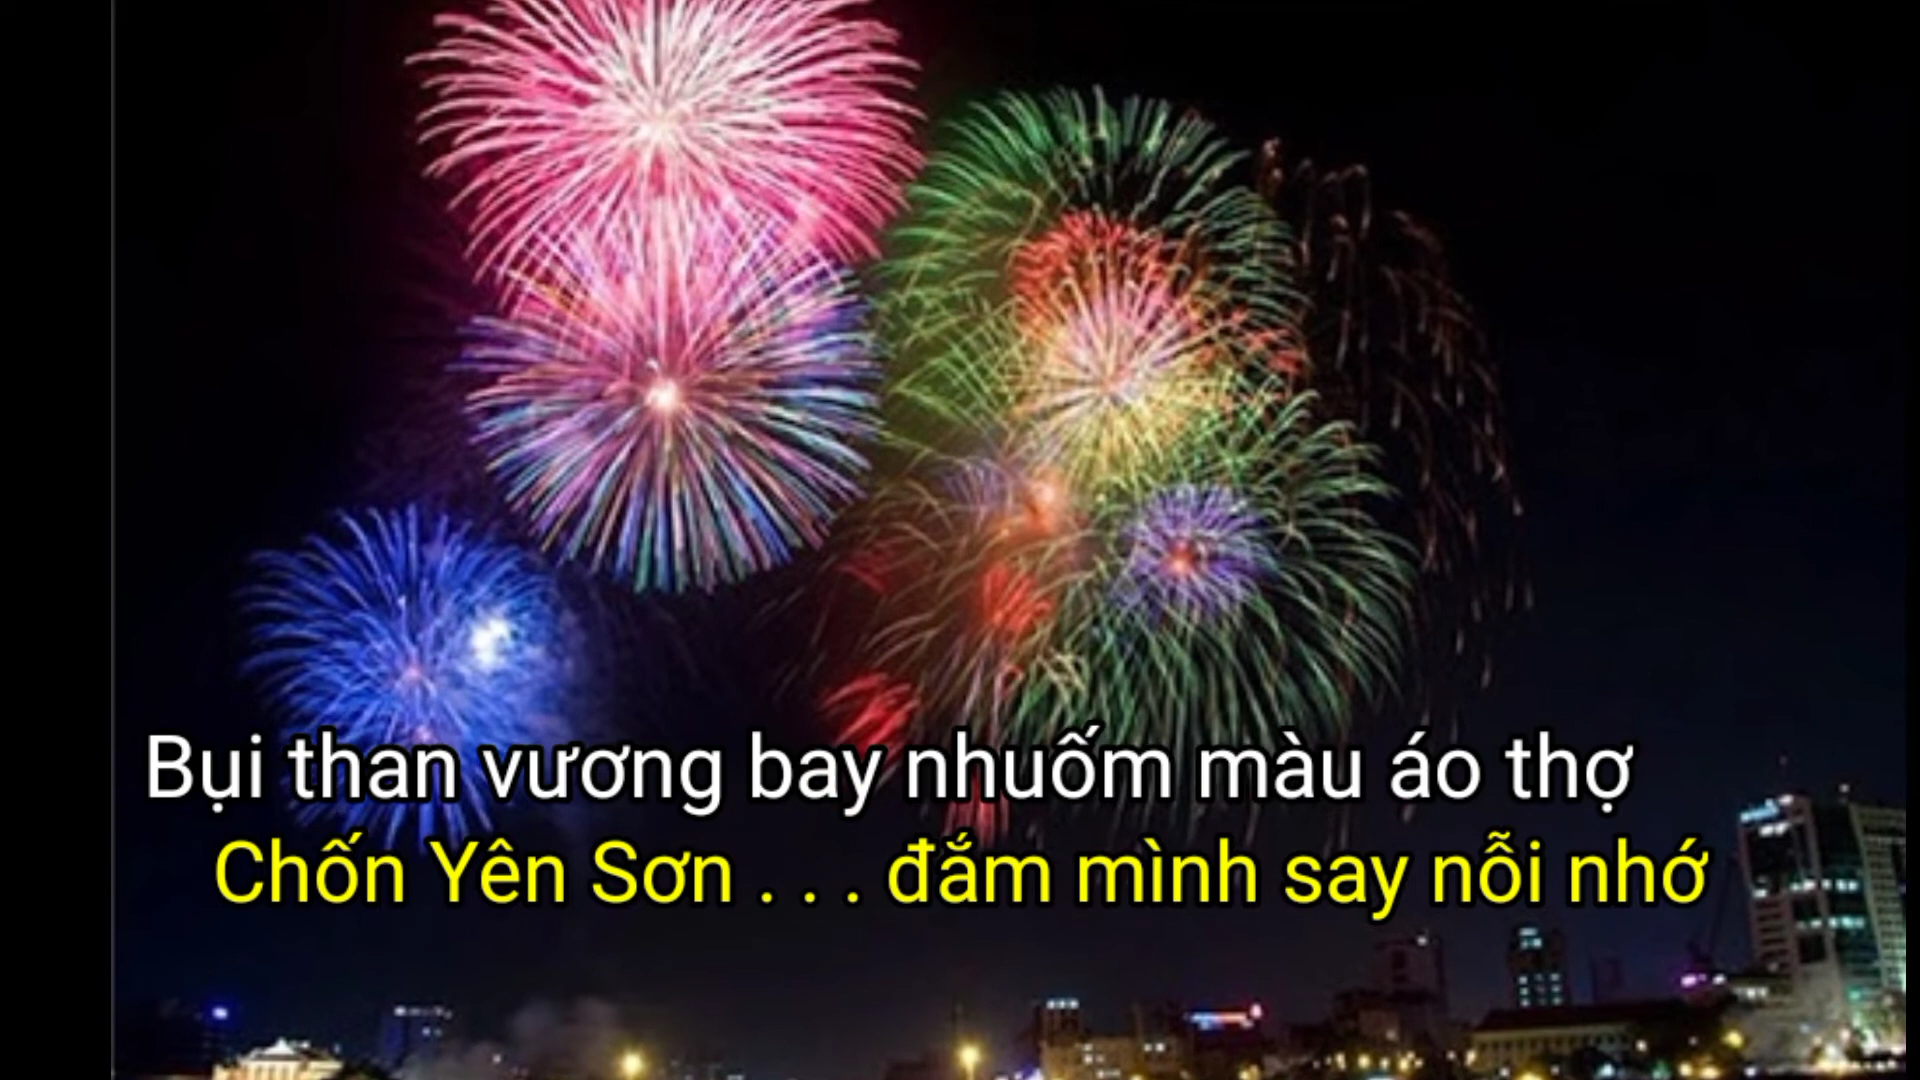 Bụi than vương bay nhuốm màu áo thợ
Chốn Yên Sơn . . . đắm mình say nỗi nhớ